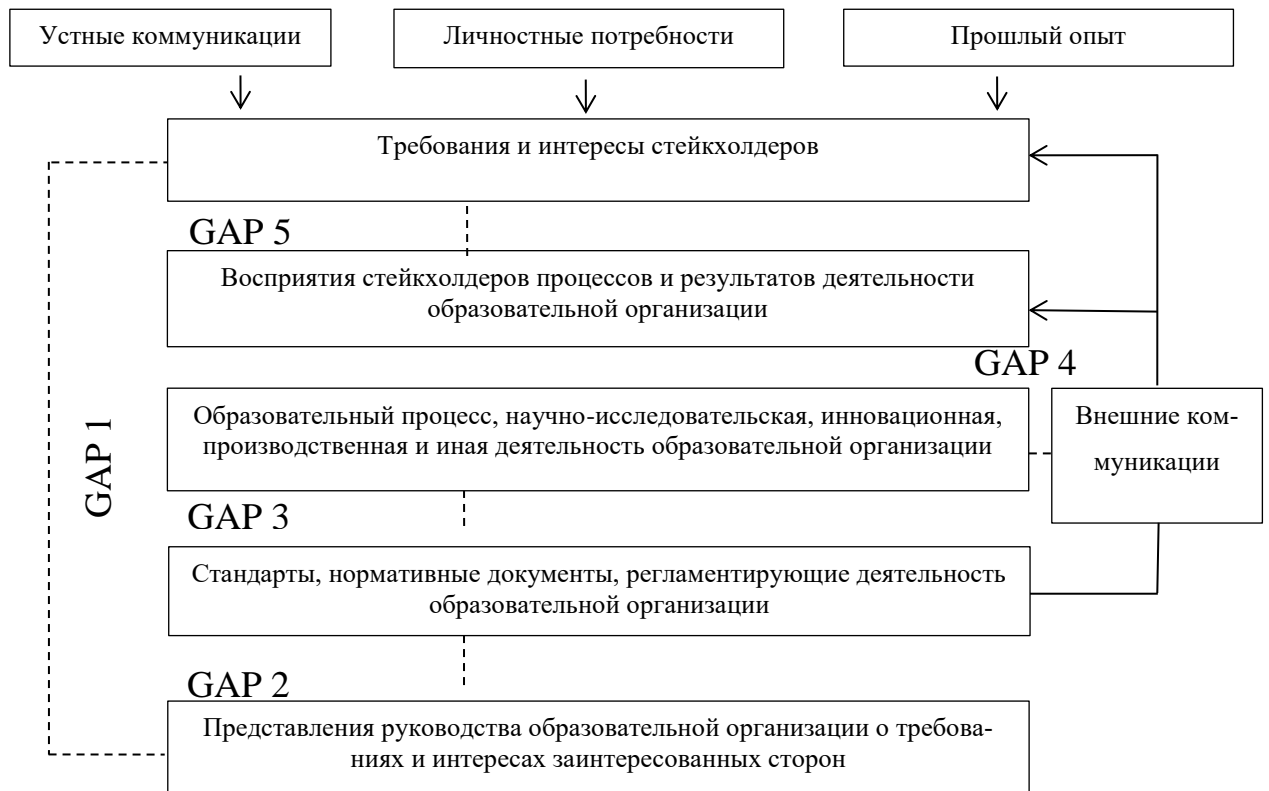 Устные коммуникации
Личностные потребности
Прошлый опыт
Требования и интересы стейкхолдеров
GAP 5
Восприятия стейкхолдеров процессов и результатов деятельности
образовательной организации
GAP 4
GAP 1
Образовательный процесс, научно-исследовательская, инновационная,
производственная и иная деятельность образовательной организации
Внешние ком-
муникации
GAP 3
Стандарты, нормативные документы, регламентирующие деятельность
образовательной организации
GAP 2
Представления руководства образовательной организации о требова-
ниях и интересах заинтересованных сторон